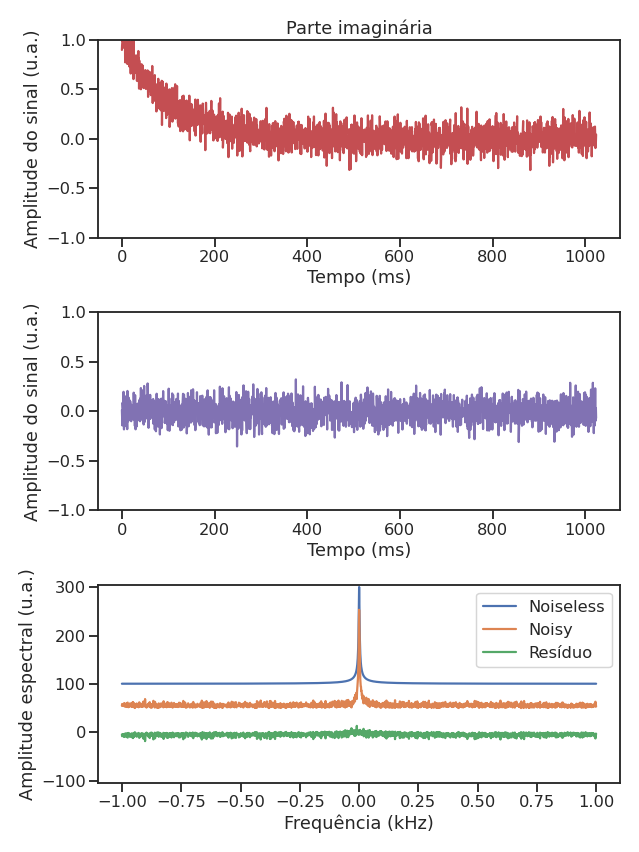 Parte imaginária
Amplitude do sinal (u.a.)
1.0
0.5
0.0
−0.5
−1.0
0 200 400 600 800 1000
Tempo (ms)
Amplitude do sinal (u.a.)
1.0
0.5
0.0
−0.5
−1.0
0 200 400 600 800 1000
Tempo (ms)
Amplitude espectral (u.a.)
300
200
100
0
−100
Noiseless
Noisy
Resíduo
−1.00 −0.75 −0.50 −0.25 0.00 0.25 0.50 0.75 1.00
Frequência (kHz)